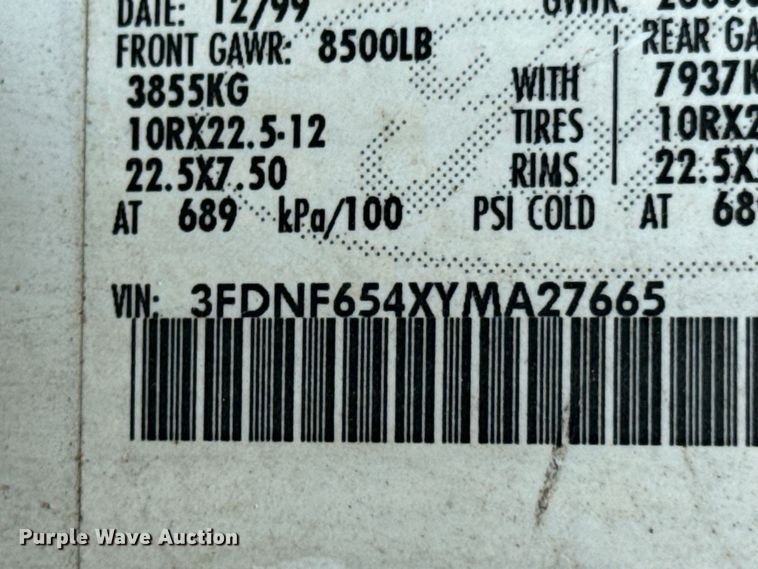 DATE: 12/99 GVWR:
FRONT GAWR: 8500LB REAR
3855KG WITH 7937K
10RX22.5-12 TIRES 10RX2
22.5X7.50 RIMS 22.5X
AT 689 kPa/100 PSI COLD AT 68
VIN: 3FDNF654XYMA27665
Purple Wave Auction